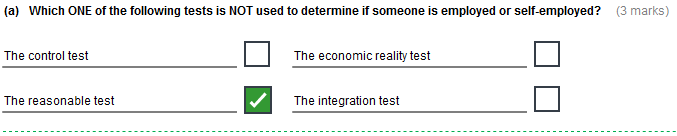 (a) Which ONE of the following tests is NOT used to determine if someone is employed or self-employed? (3 marks)
The control test
The economic reality test
The reasonable test
The integration test